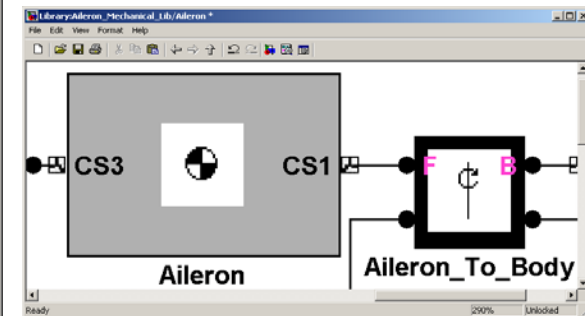 Library:Aileron_Mechanical_Lib/Aileron *
File Edit View Format Help
CS3 CS1 F B
Aileron Aileron_To_Body
Ready 290% Unlocked